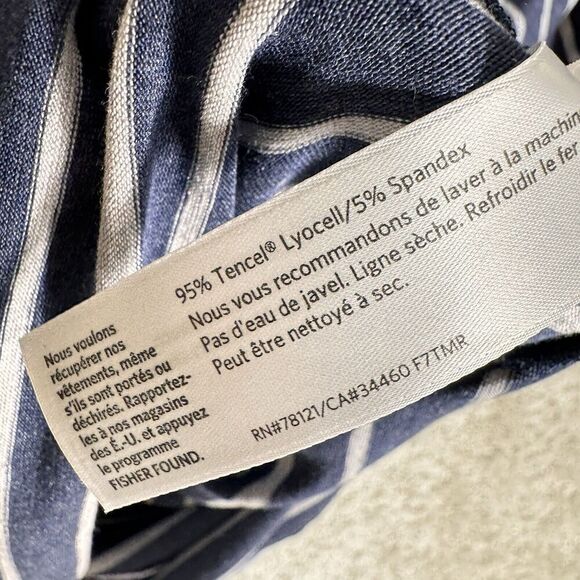 95% Tencel® Lyocell/5% Spandex
Nous vous recommandons de laver à la machin
Pas d'eau de javel. Ligne sèche. Refroidir le fer
Peut être nettoyé à sec.
RN#78121/CA#34460 F7TMR
Nous voulons
récupérer nos
vêtements, même
s'ils sont portés ou
déchirés. Rapportez-
les à nos magasins
des É.-U. et appuyez
le programme
FISHER FOUND.